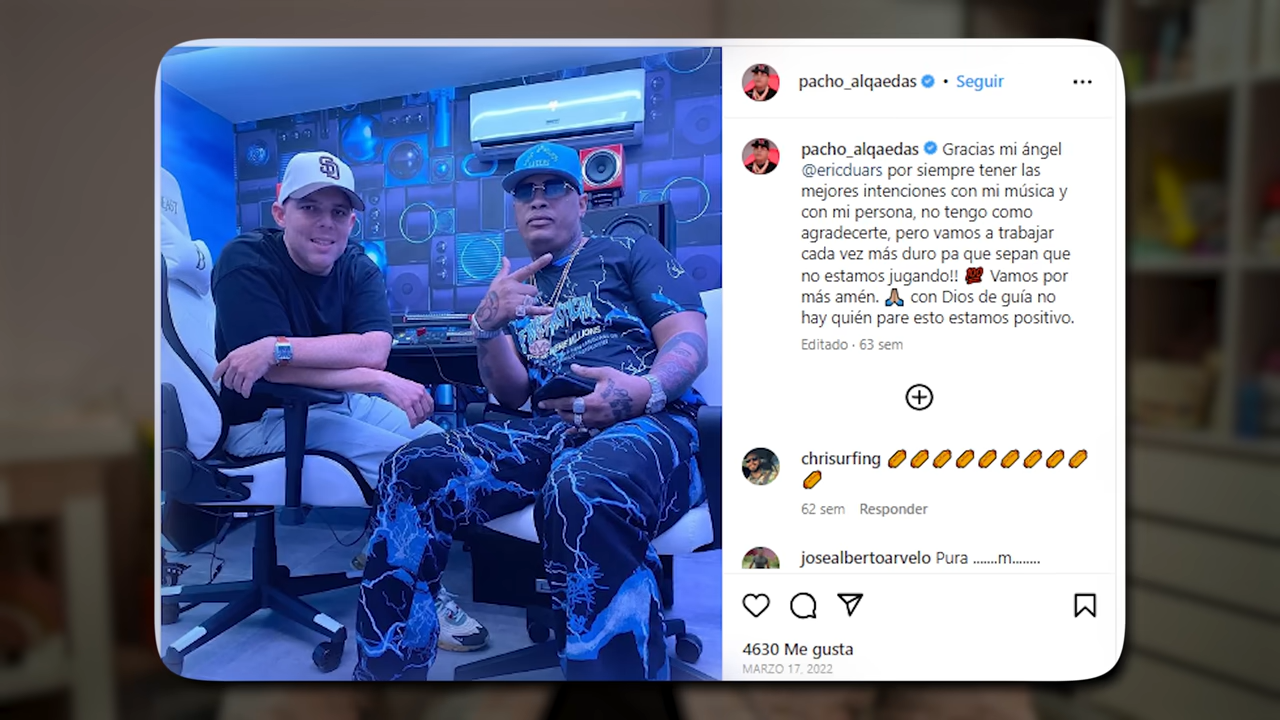 pacho_alqaedas • Seguir
pacho_alqaedas Gracias mi ángel
@ericduars por siempre tener las
mejores intenciones con mi música y
con mi persona, no tengo como
agradecerte, pero vamos a trabajar
cada vez más duro pa que sepan que
no estamos jugando!! 💯 Vamos por
más amén. 🙏🏽 con Dios de guía no
hay quién pare esto estamos positivo.
Editado · 63 sem
chrisurfing 🪙🪙🪙🪙🪙🪙🪙🪙🪙
🪙
62 sem Responder
josealbertoarvelo Pura .......m........
4630 Me gusta
MARZO 17, 2022
SD
MILLIONS